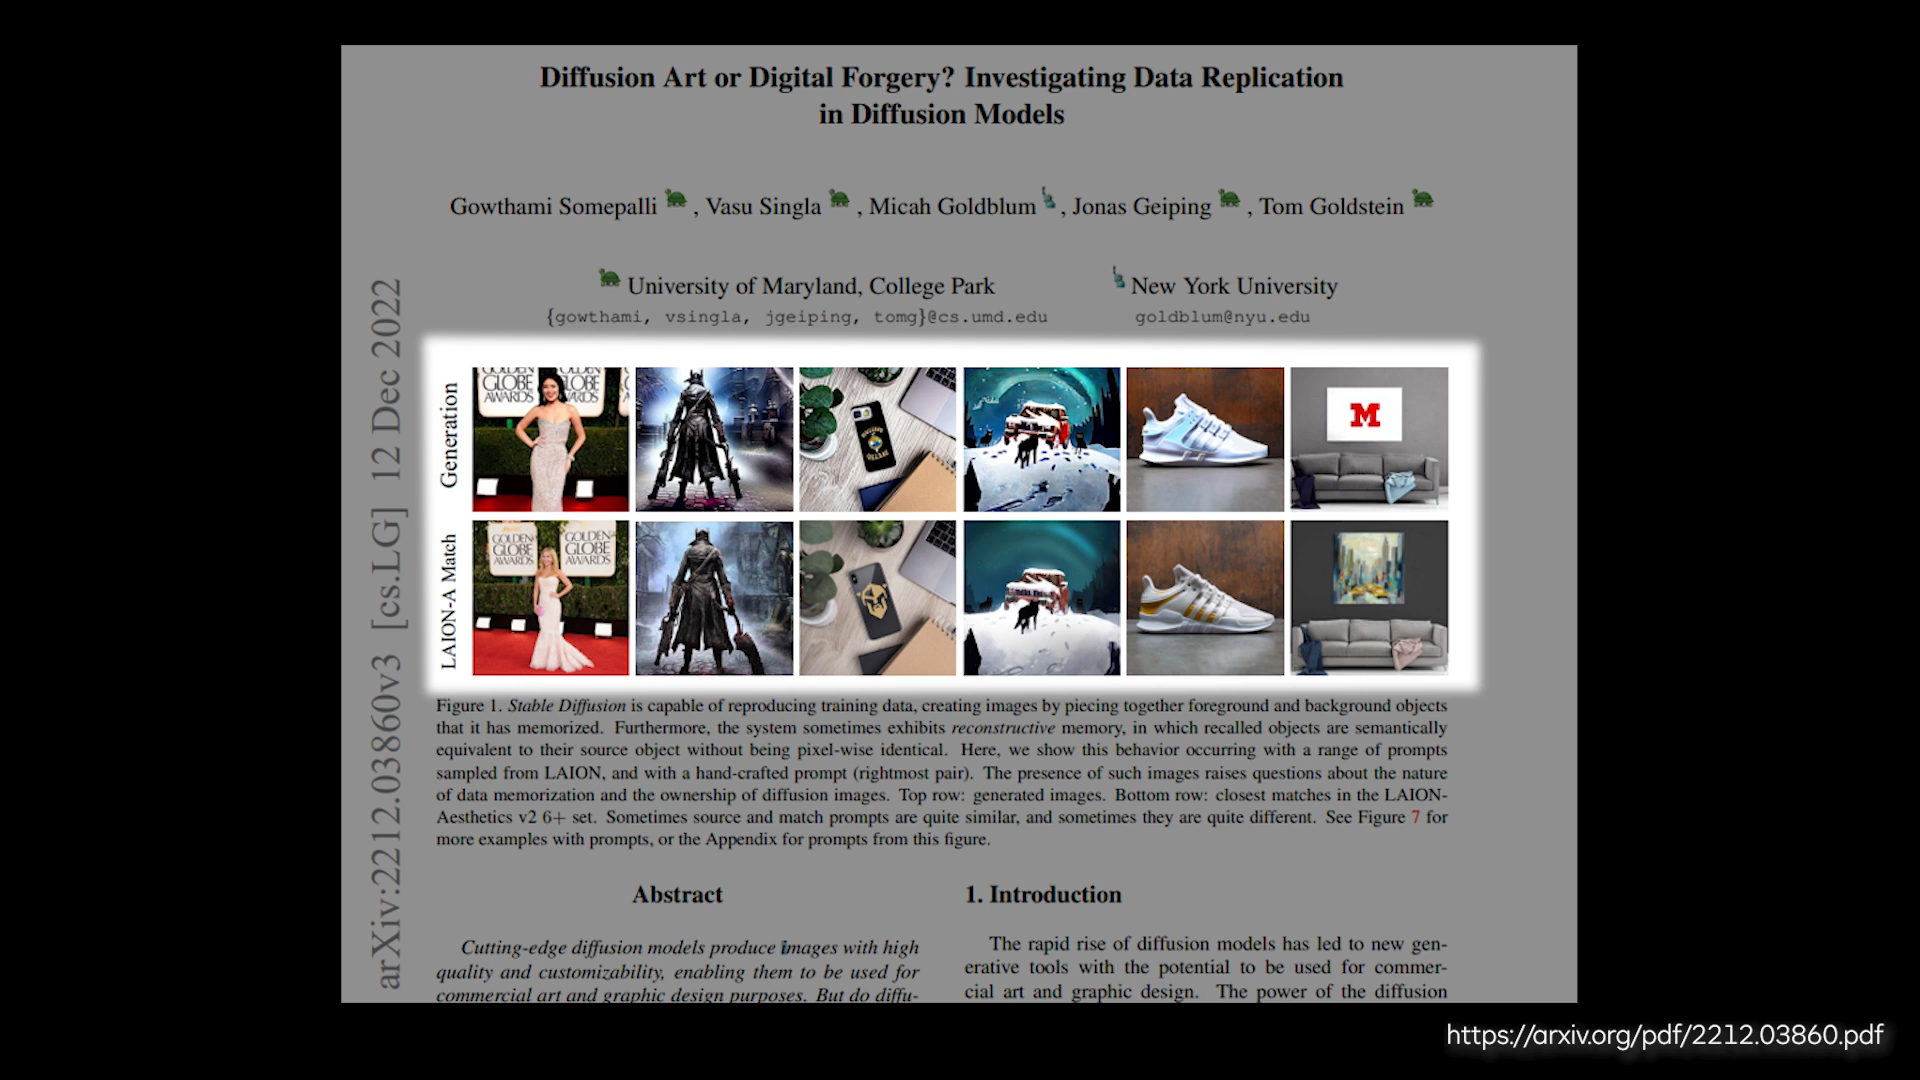 Diffusion Art or Digital Forgery? Investigating Data Replication
in Diffusion Models
Gowthami Somepalli , Vasu Singla , Micah Goldblum , Jonas Geiping , Tom Goldstein
University of Maryland, College Park
New York University
{gowthami, vsingla, jgeiping, tomg}@cs.umd.edu
goldblum@nyu.edu
arXiv:2212.03860v3 [cs.LG] 12 Dec 2022
Generation
GOLDEN GLOBE AWARDS
GLOBE
M
LAION-A Match
GOLDEN GLOBE AWARDS
GOLDEN GLOBE AWARDS
Figure 1. Stable Diffusion is capable of reproducing training data, creating images by piecing together foreground and background objects
that it has memorized. Furthermore, the system sometimes exhibits reconstructive memory, in which recalled objects are semantically
equivalent to their source object without being pixel-wise identical. Here, we show this behavior occurring with a range of prompts
sampled from LAION, and with a hand-crafted prompt (rightmost pair). The presence of such images raises questions about the nature
of data memorization and the ownership of diffusion images. Top row: generated images. Bottom row: closest matches in the LAION-
Aesthetics v2 6+ set. Sometimes source and match prompts are quite similar, and sometimes they are quite different. See Figure 7 for
more examples with prompts, or the Appendix for prompts from this figure.
Abstract
Cutting-edge diffusion models produce images with high
quality and customizability, enabling them to be used for
commercial art and graphic design purposes. But do diffu-
1. Introduction
The rapid rise of diffusion models has led to new gen-
erative tools with the potential to be used for commer-
cial art and graphic design. The power of the diffusion
https://arxiv.org/pdf/2212.03860.pdf